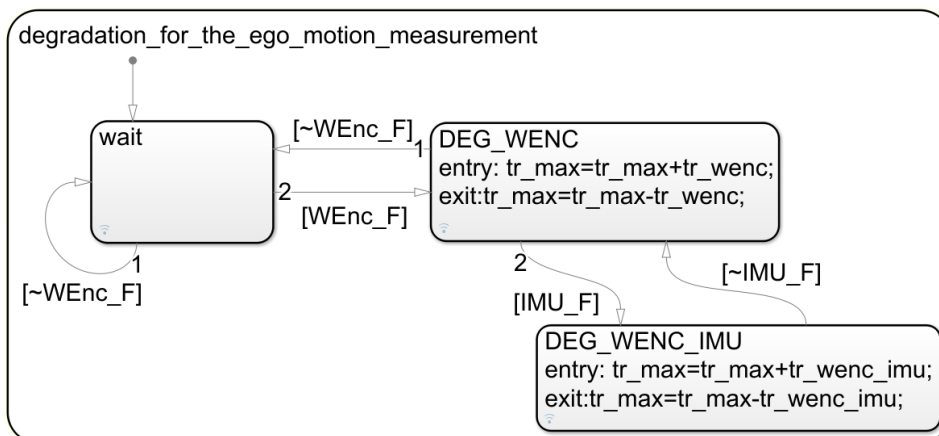 degradation_for_the_ego_motion_measurement
wait
[~WEnc_F]
1
DEG_WENC
entry: tr_max=tr_max+tr_wenc;
exit:tr_max=tr_max-tr_wenc;
2
[WEnc_F]
1
[~WEnc_F]
2
[IMU_F]
[~IMU_F]
DEG_WENC_IMU
entry: tr_max=tr_max+tr_wenc_imu;
exit:tr_max=tr_max-tr_wenc_imu;